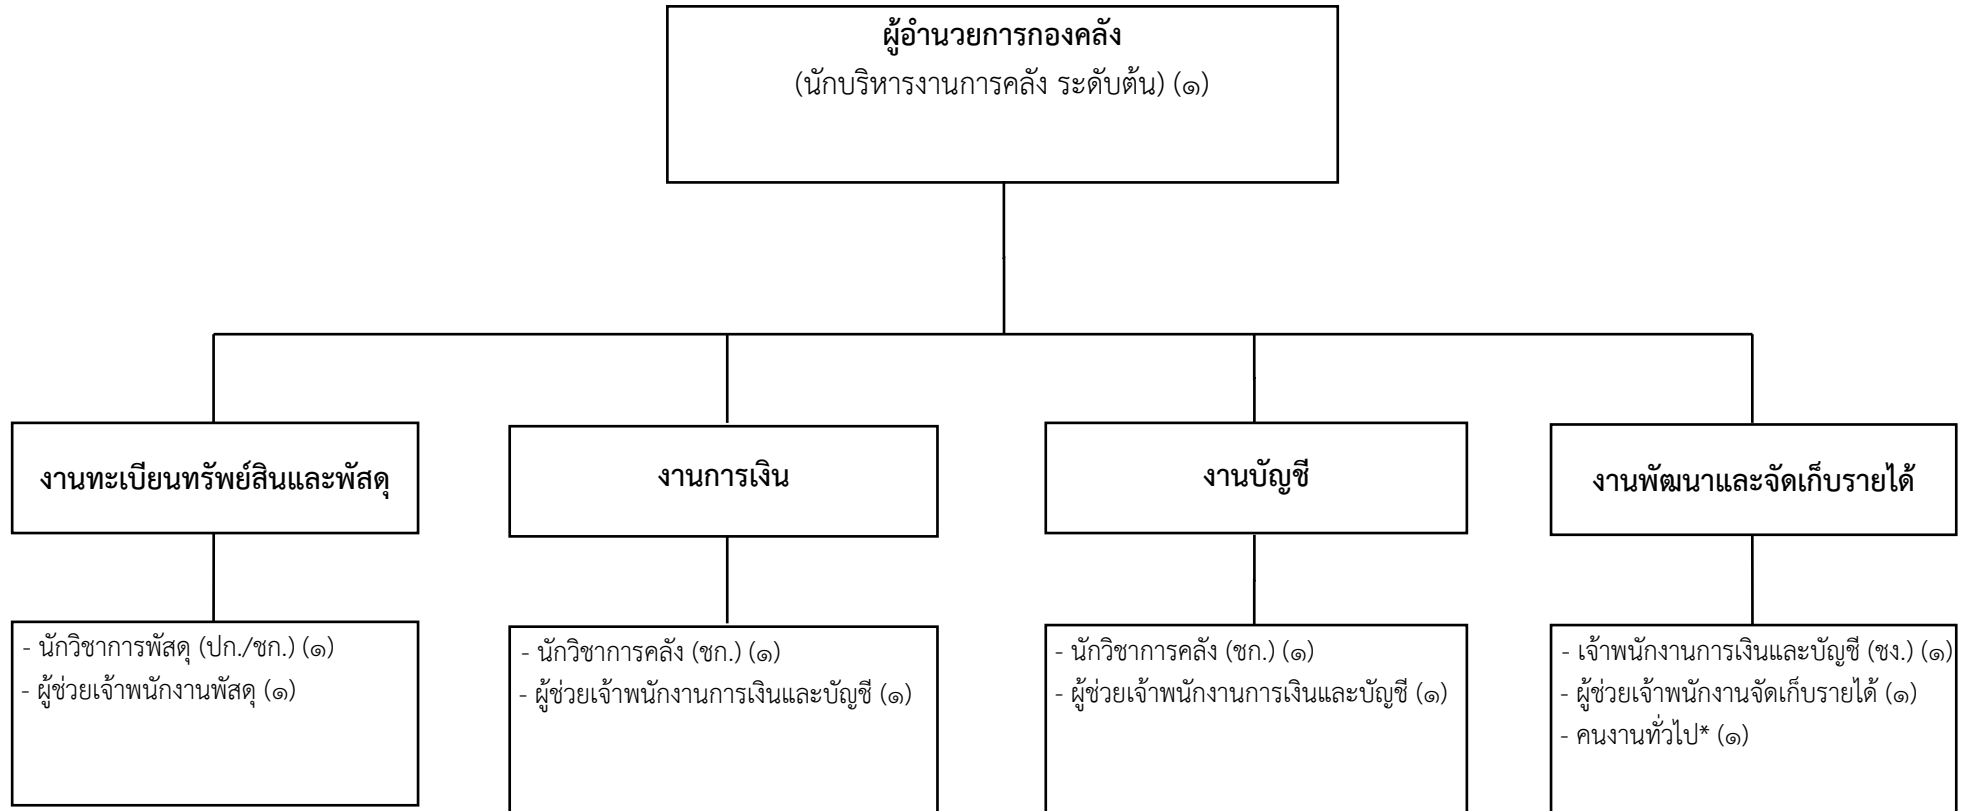 ผู้อำนวยการกองคลัง
(นักบริหารงานการคลัง ระดับต้น) (๑)
งานทะเบียนทรัพย์สินและพัสดุ
งานการเงิน
งานบัญชี
งานพัฒนาและจัดเก็บรายได้
- นักวิชาการพัสดุ (ปก./ชก.) (๑)
- ผู้ช่วยเจ้าพนักงานพัสดุ (๑)
- นักวิชาการคลัง (ชก.) (๑)
- ผู้ช่วยเจ้าพนักงานการเงินและบัญชี (๑)
- นักวิชาการคลัง (ชก.) (๑)
- ผู้ช่วยเจ้าพนักงานการเงินและบัญชี (๑)
- เจ้าพนักงานการเงินและบัญชี (ชง.) (๑)
- ผู้ช่วยเจ้าพนักงานจัดเก็บรายได้ (๑)
- คนงานทั่วไป* (๑)